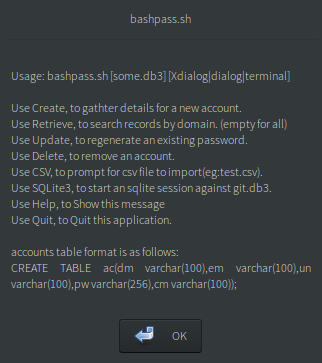 bashpass.sh
Usage: bashpass.sh [some.db3] [Xdialog|dialog|terminal]
Use Create, to gathter details for a new account.
Use Retrieve, to search records by domain. (empty for all)
Use Update, to regenerate an existing password.
Use Delete, to remove an account.
Use CSV, to prompt for csv file to import(eg:test.csv).
Use SQLite3, to start an sqlite session against git.db3.
Use Help, to Show this message
Use Quit, to Quit this application.
accounts table format is as follows:
CREATE TABLE ac(dm varchar(100),em varchar(100),un
varchar(100),pw varchar(256),cm varchar(100));
OK